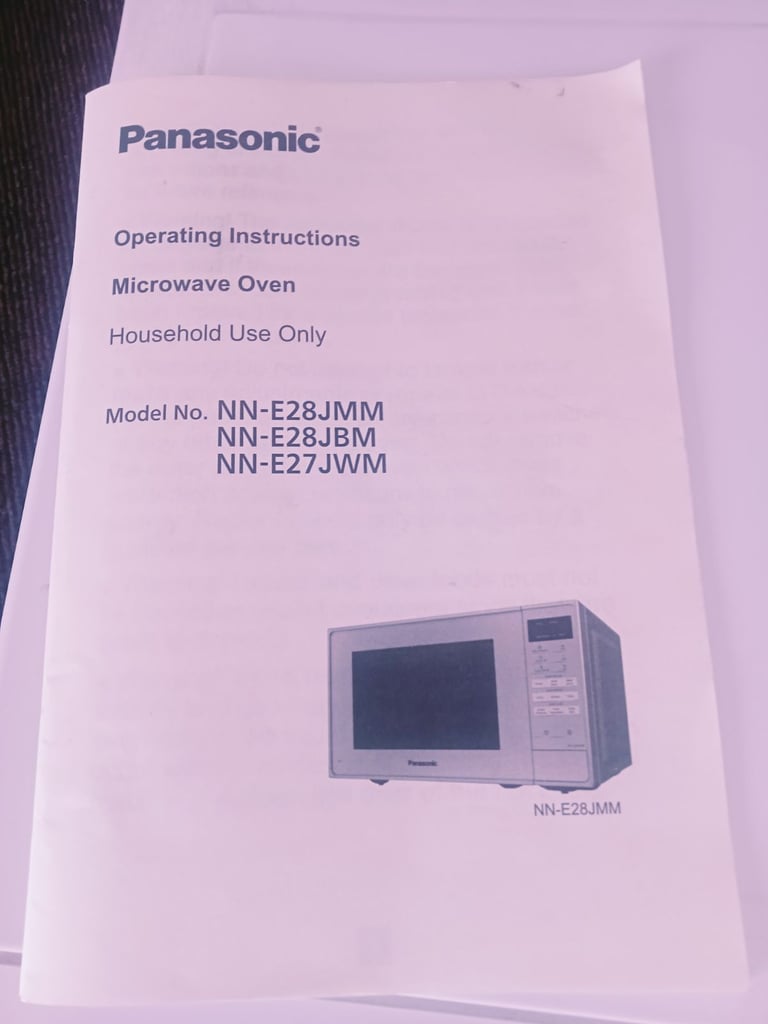 Panasonic
Operating Instructions
Microwave Oven
Household Use Only
Model No. NN-E28JMM
NN-E28JBM
NN-E27JWM
Panasonic
NN-E28JMM